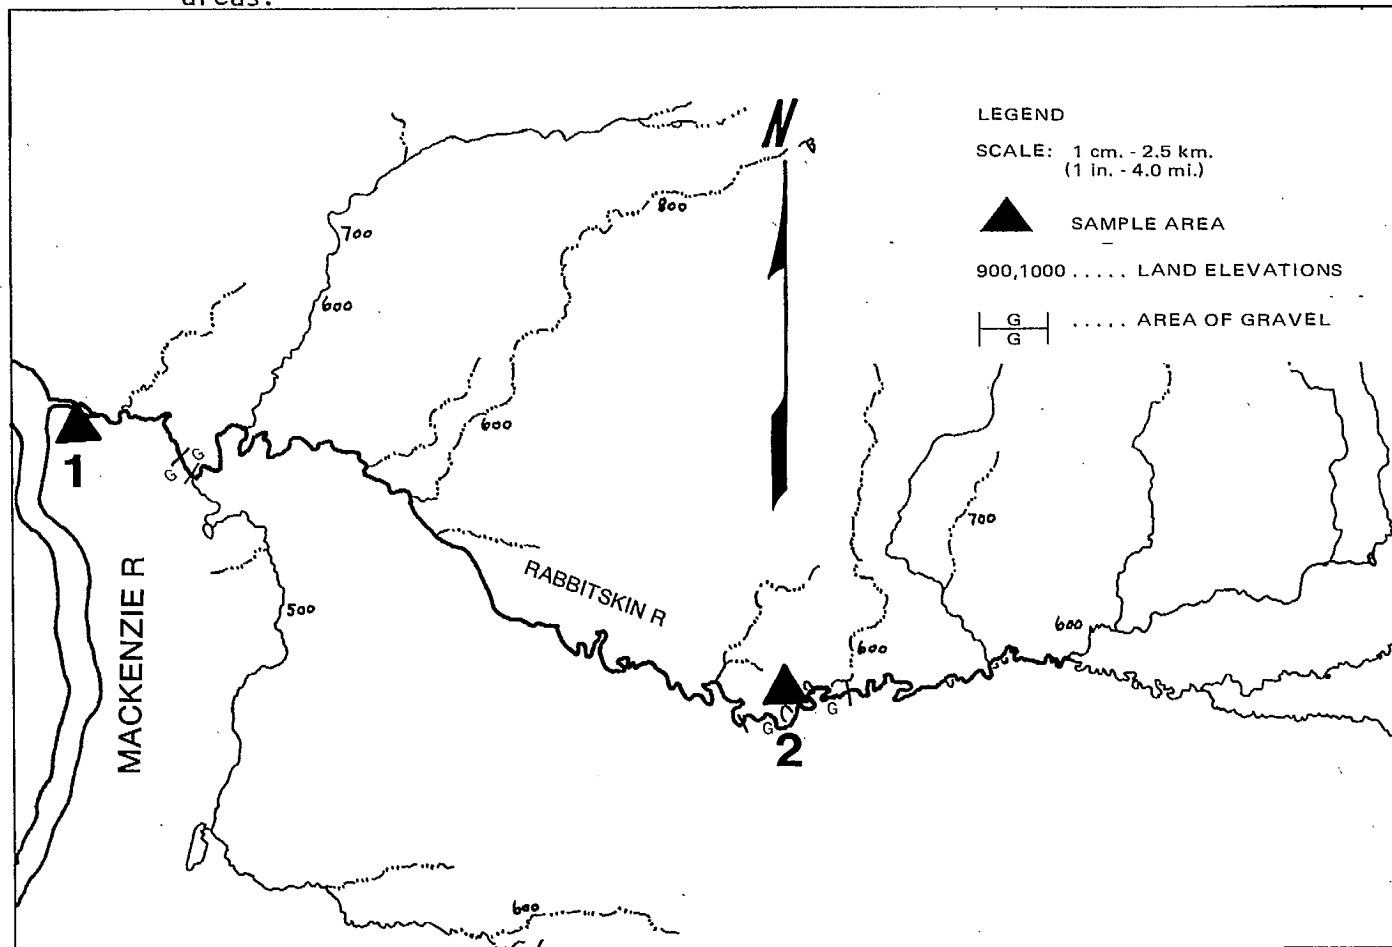 areas.
N
LEGEND
SCALE: 1 cm. - 2.5 km.
(1 in. - 4.0 mi.)
SAMPLE AREA
900,1000 ..... LAND ELEVATIONS
G
G
..... AREA OF GRAVEL
800
700
600
600
1
G
G
MACKENZIE R
500
RABBITSKIN R
700
600
600
G
G
2
600